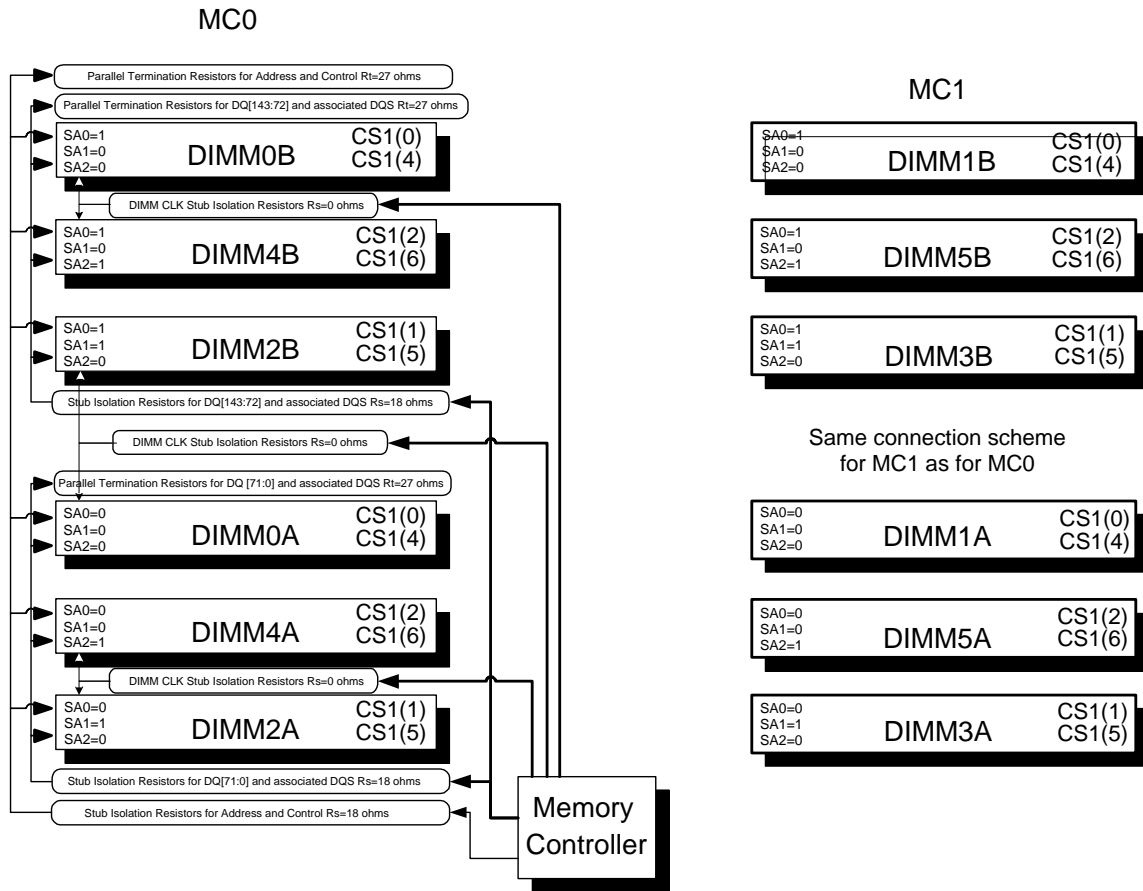 MC0
Parallel Termination Resistors for Address and Control Rt=27 ohms
Parallel Termination Resistors for DQ[143:72] and associated DQS Rt=27 ohms
SA0=1
SA1=0
SA2=0
DIMM0B
CS1(0)
CS1(4)
DIMM CLK Stub Isolation Resistors Rs=0 ohms
SA0=1
SA1=0
SA2=1
DIMM4B
CS1(2)
CS1(6)
SA0=1
SA1=1
SA2=0
DIMM2B
CS1(1)
CS1(5)
Stub Isolation Resistors for DQ[143:72] and associated DQS Rs=18 ohms
DIMM CLK Stub Isolation Resistors Rs=0 ohms
Parallel Termination Resistors for DQ [71:0] and associated DQS Rt=27 ohms
SA0=0
SA1=0
SA2=0
DIMM0A
CS1(0)
CS1(4)
SA0=0
SA1=0
SA2=1
DIMM4A
CS1(2)
CS1(6)
DIMM CLK Stub Isolation Resistors Rs=0 ohms
SA0=0
SA1=1
SA2=0
DIMM2A
CS1(1)
CS1(5)
Stub Isolation Resistors for DQ[71:0] and associated DQS Rs=18 ohms
Stub Isolation Resistors for Address and Control Rs=18 ohms
Memory
Controller
MC1
SA0=1
SA1=0
SA2=0
DIMM1B
CS1(0)
CS1(4)
SA0=1
SA1=0
SA2=1
DIMM5B
CS1(2)
CS1(6)
SA0=1
SA1=1
SA2=0
DIMM3B
CS1(1)
CS1(5)
Same connection scheme
for MC1 as for MC0
SA0=0
SA1=0
SA2=0
DIMM1A
CS1(0)
CS1(4)
SA0=0
SA1=0
SA2=1
DIMM5A
CS1(2)
CS1(6)
SA0=0
SA1=1
SA2=0
DIMM3A
CS1(1)
CS1(5)